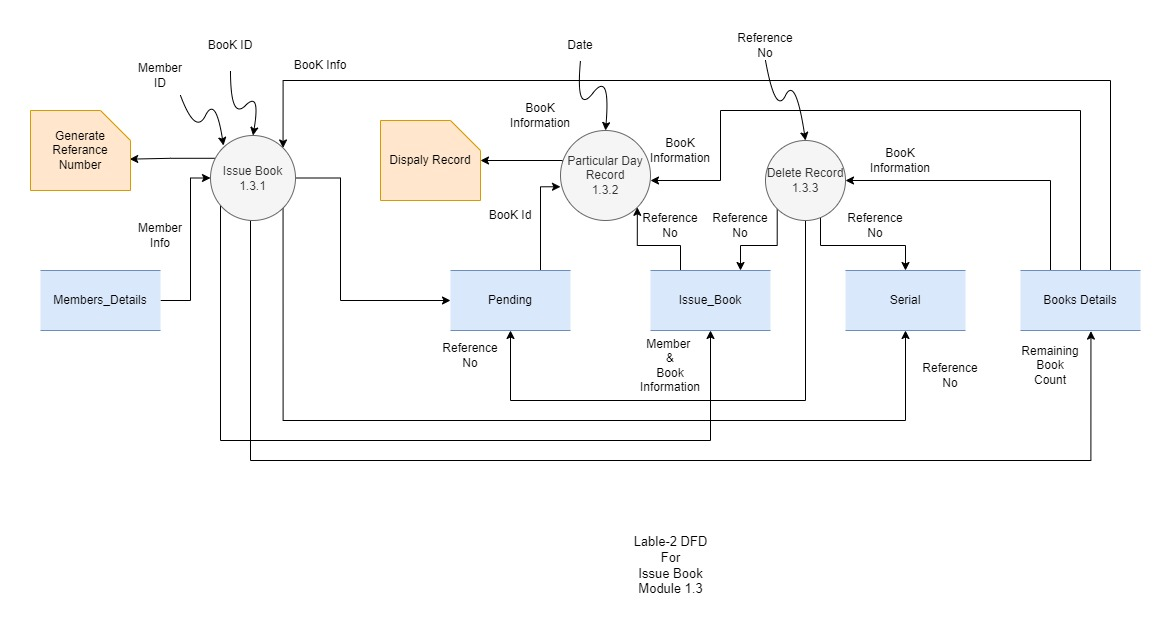 BooK ID
Member
ID
BooK Info
Date
Reference
No
Generate
Referance
Number
Issue Book
1.3.1
Dispaly Record
BooK
Information
Particular Day
Record
1.3.2
BooK
Information
Delete Record
1.3.3
BooK
Information
Member
Info
BooK Id
Reference
No
Reference
No
Reference
No
Members_Details
Pending
Issue_Book
Serial
Books Details
Reference
No
Member
&
Book
Information
Reference
No
Remaining
Book
Count
Lable-2 DFD
For
Issue Book
Module 1.3